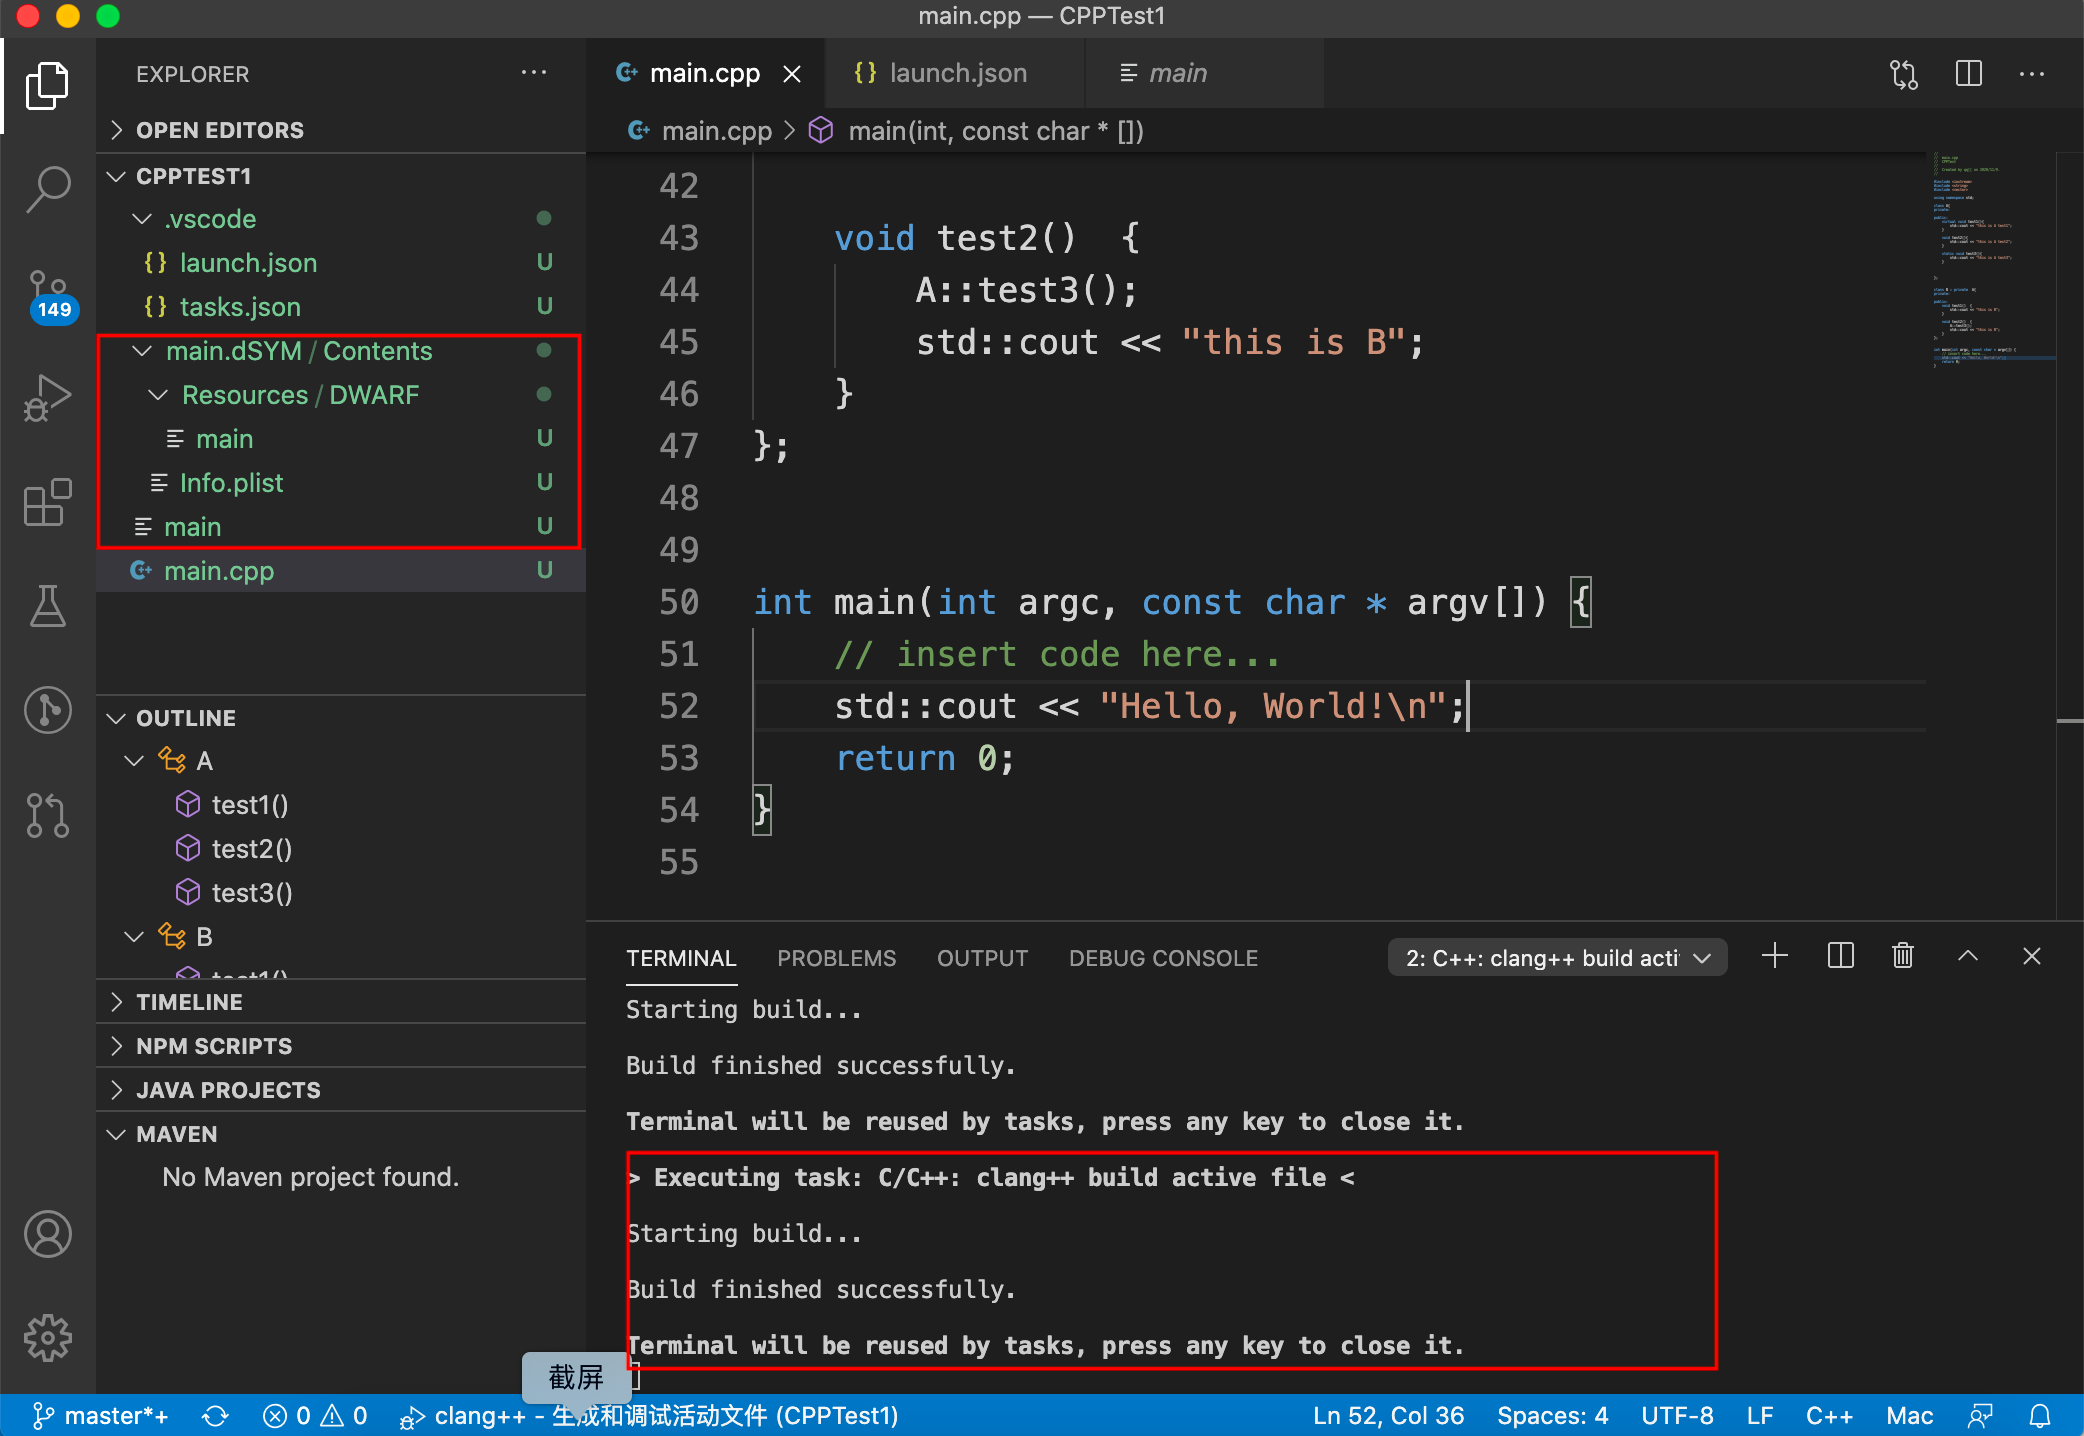 main.cpp — CPPTest1
EXPLORER
OPEN EDITORS
CPPTEST1
.vscode
launch.json U
tasks.json U
main.dSYM / Contents
Resources / DWARF
main U
Info.plist U
main U
main.cpp U
OUTLINE
A
test1()
test2()
test3()
B
test1()
TIMELINE
NPM SCRIPTS
JAVA PROJECTS
MAVEN
No Maven project found.
149
main.cpp
launch.json
main
main.cpp > main(int, const char * [])
42
43 void test2()  {
44 A::test3();
45 std::cout << "this is B";
46 }
47 };
48
49
50 int main(int argc, const char * argv[]) {
51 // insert code here...
52 std::cout << "Hello, World!\n";
53 return 0;
54 }
55
TERMINAL PROBLEMS OUTPUT DEBUG CONSOLE
2: C++: clang++ build acti
Starting build...
Build finished successfully.
Terminal will be reused by tasks, press any key to close it.
> Executing task: C/C++: clang++ build active file <
Starting build...
Build finished successfully.
Terminal will be reused by tasks, press any key to close it.
截屏
master*+ 0 0 clang++ - 生成和调试活动文件 (CPPTest1) Ln 52, Col 36 Spaces: 4 UTF-8 LF C++ Mac